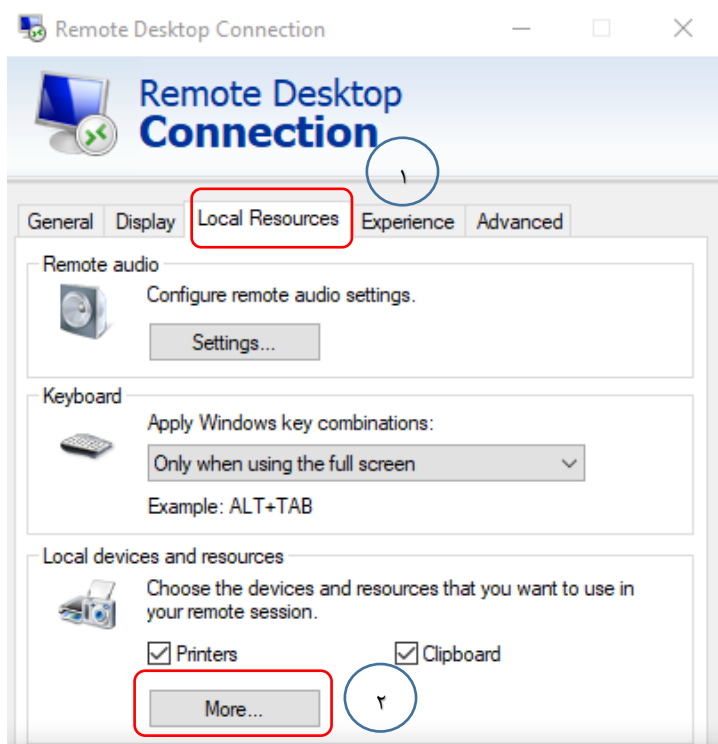 Remote Desktop Connection
Remote Desktop
Connection
۱
General Display Local Resources Experience Advanced
Remote audio
Configure remote audio settings.
Settings...
Keyboard
Apply Windows key combinations:
Only when using the full screen
Example: ALT+TAB
Local devices and resources
Choose the devices and resources that you want to use in
your remote session.
Printers Clipboard
More... ۲